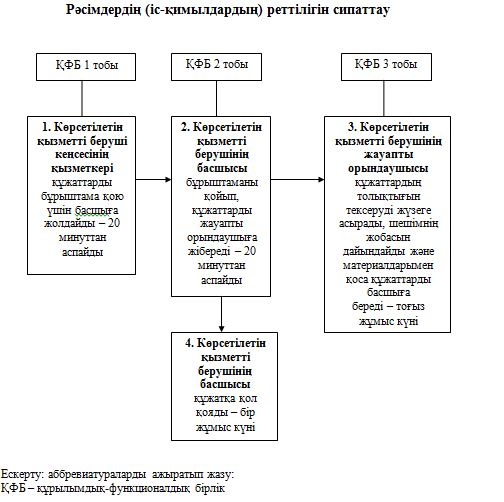 Рәсімдердің (іс-қимылдардың) реттілігін сипаттау
ҚФБ 1 тобы
ҚФБ 2 тобы
ҚФБ 3 тобы
1. Көрсетілетін
қызметті беруші
кеңсесінің
қызметкері
құжаттарды
бұрыштама қою
үшін басшыға
жолдайды – 20
минуттан
аспайды
2. Көрсетілетін
қызметті
берушінің
басшысы
бұрыштаманы
қойып,
құжаттарды
жауапты
орындаушыға
жібереді – 20
минуттан
аспайды
3. Көрсетілетін
қызметті берушінің
жауапты
орындаушысы
құжаттардың
толықтығын
тексеруді жүзеге
асырады, шешімнің
жобасын
дайындайды және
материалдарымен
қоса құжаттарды
басшыға
береді – тоғыз
жұмыс күні
4. Көрсетілетін
қызметті
берушінің
басшысы
құжатқа қол
қояды – бір
жұмыс күні
Ескерту: аббревиатураларды ажыратып жазу:
ҚФБ – құрылымдық-функционалдық бірлік